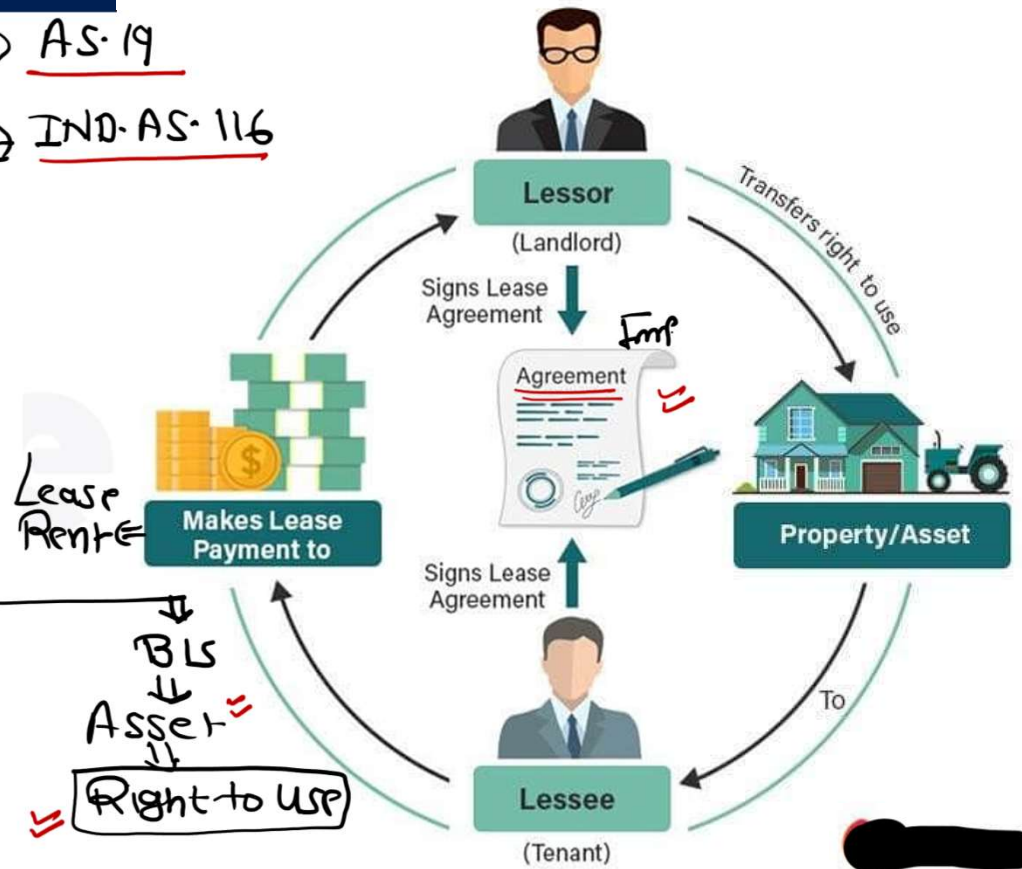 AS. 19
IND. AS. 116
Lessor
(Landlord)
Transfers right to use
Signs Lease
Agreement
Imp
Agreement
$
Lease
Rent
Makes Lease
Payment to
Property/Asset
Signs Lease
Agreement
B/S
Asset
Right to use
To
Lessee
(Tenant)